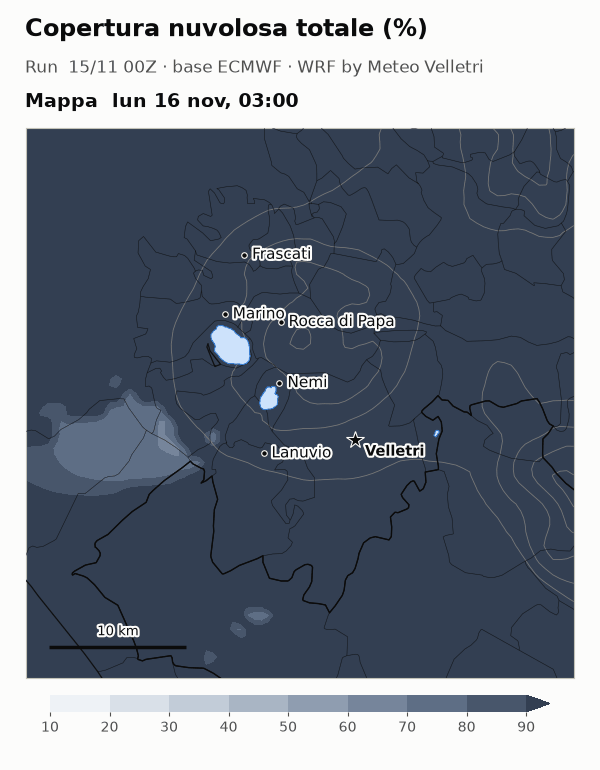 Copertura nuvolosa totale (%)
Run  15/11 00Z · base ECMWF · WRF by Meteo Velletri
Mappa  lun 16 nov, 03:00
Frascati
Marino
Rocca di Papa
Nemi
Velletri
Lanuvio
10 km
10 20 30 40 50 60 70 80 90